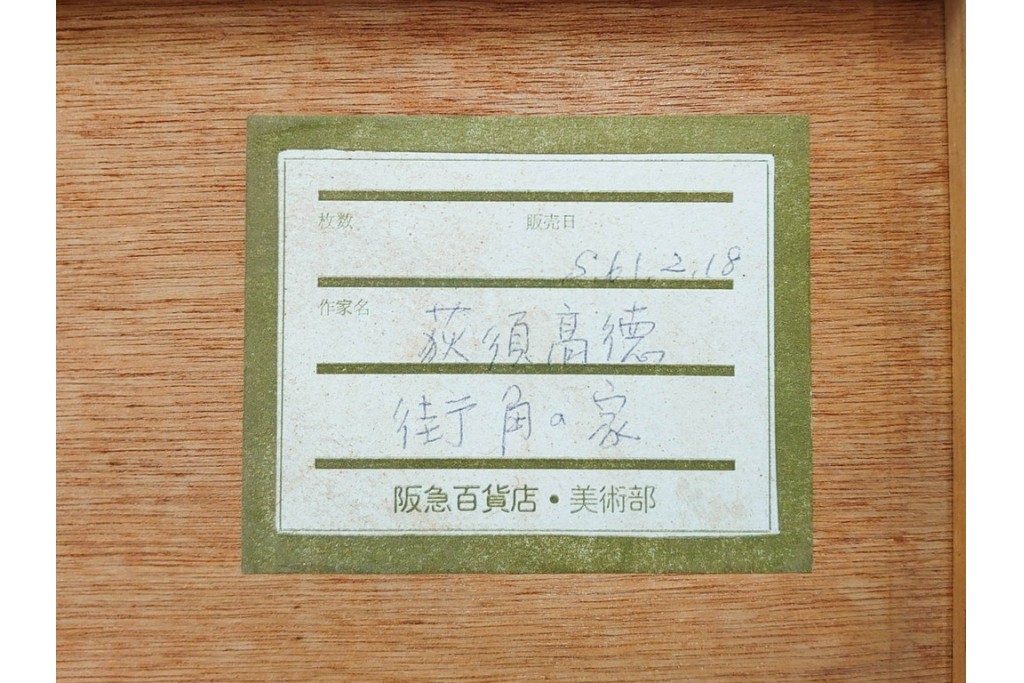 枚数 販売日
S.61.2.18.
作家名
荻須高徳
街角の家
阪急百貨店・美術部